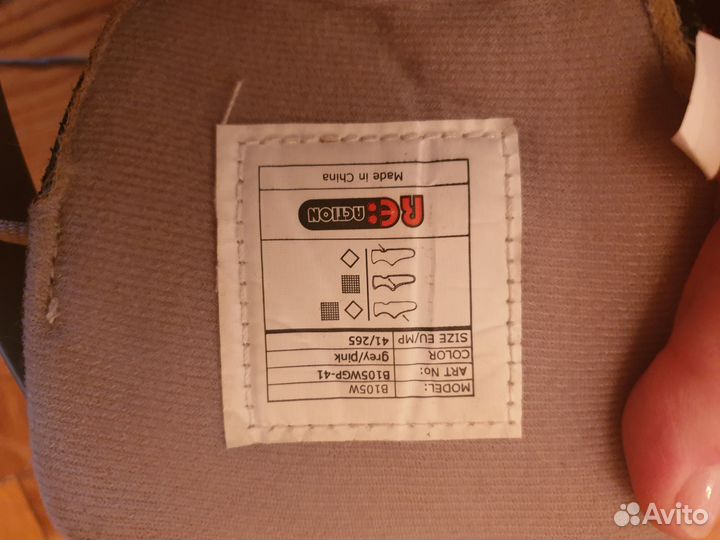 MODEL: B105W
ART No: B105WGP-41
COLOR grey/pink
SIZE EU/MP 41/265
RE:ACTION
Made in China
Avito